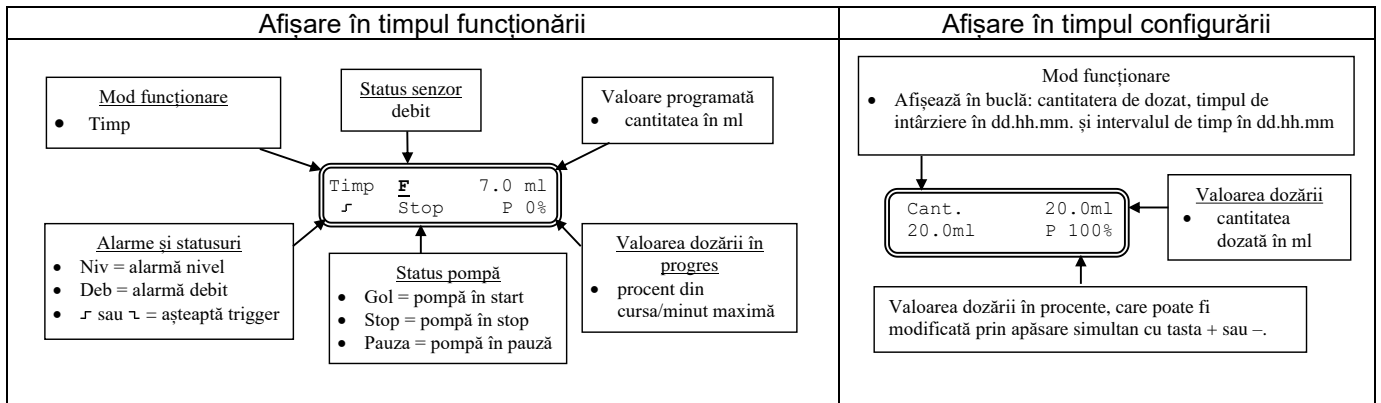 Afișare în timpul funcționării
Mod funcționare
• Timp
Status senzor
debit
Valoare programată
• cantitatea în ml
Timp F 7.0 ml
Stop P 0%
Alarme și statusuri
• Niv = alarmă nivel
• Deb = alarmă debit
• ┌ sau ┐ = așteaptă trigger
Status pompă
• Gol = pompă în start
• Stop = pompă în stop
• Pauza = pompă în pauză
Valoarea dozării în
progres
• procent din
cursa/minut maximă
Afișare în timpul configurării
Mod funcționare
• Afișează în buclă: cantitatera de dozat, timpul de
intârziere în dd.hh.mm. și intervalul de timp în dd.hh.mm
Cant. 20.0ml
20.0ml P 100%
Valoarea dozării
• cantitatea
dozată în ml
Valoarea dozării în procente, care poate fi
modificată prin apăsare simultan cu tasta + sau –.